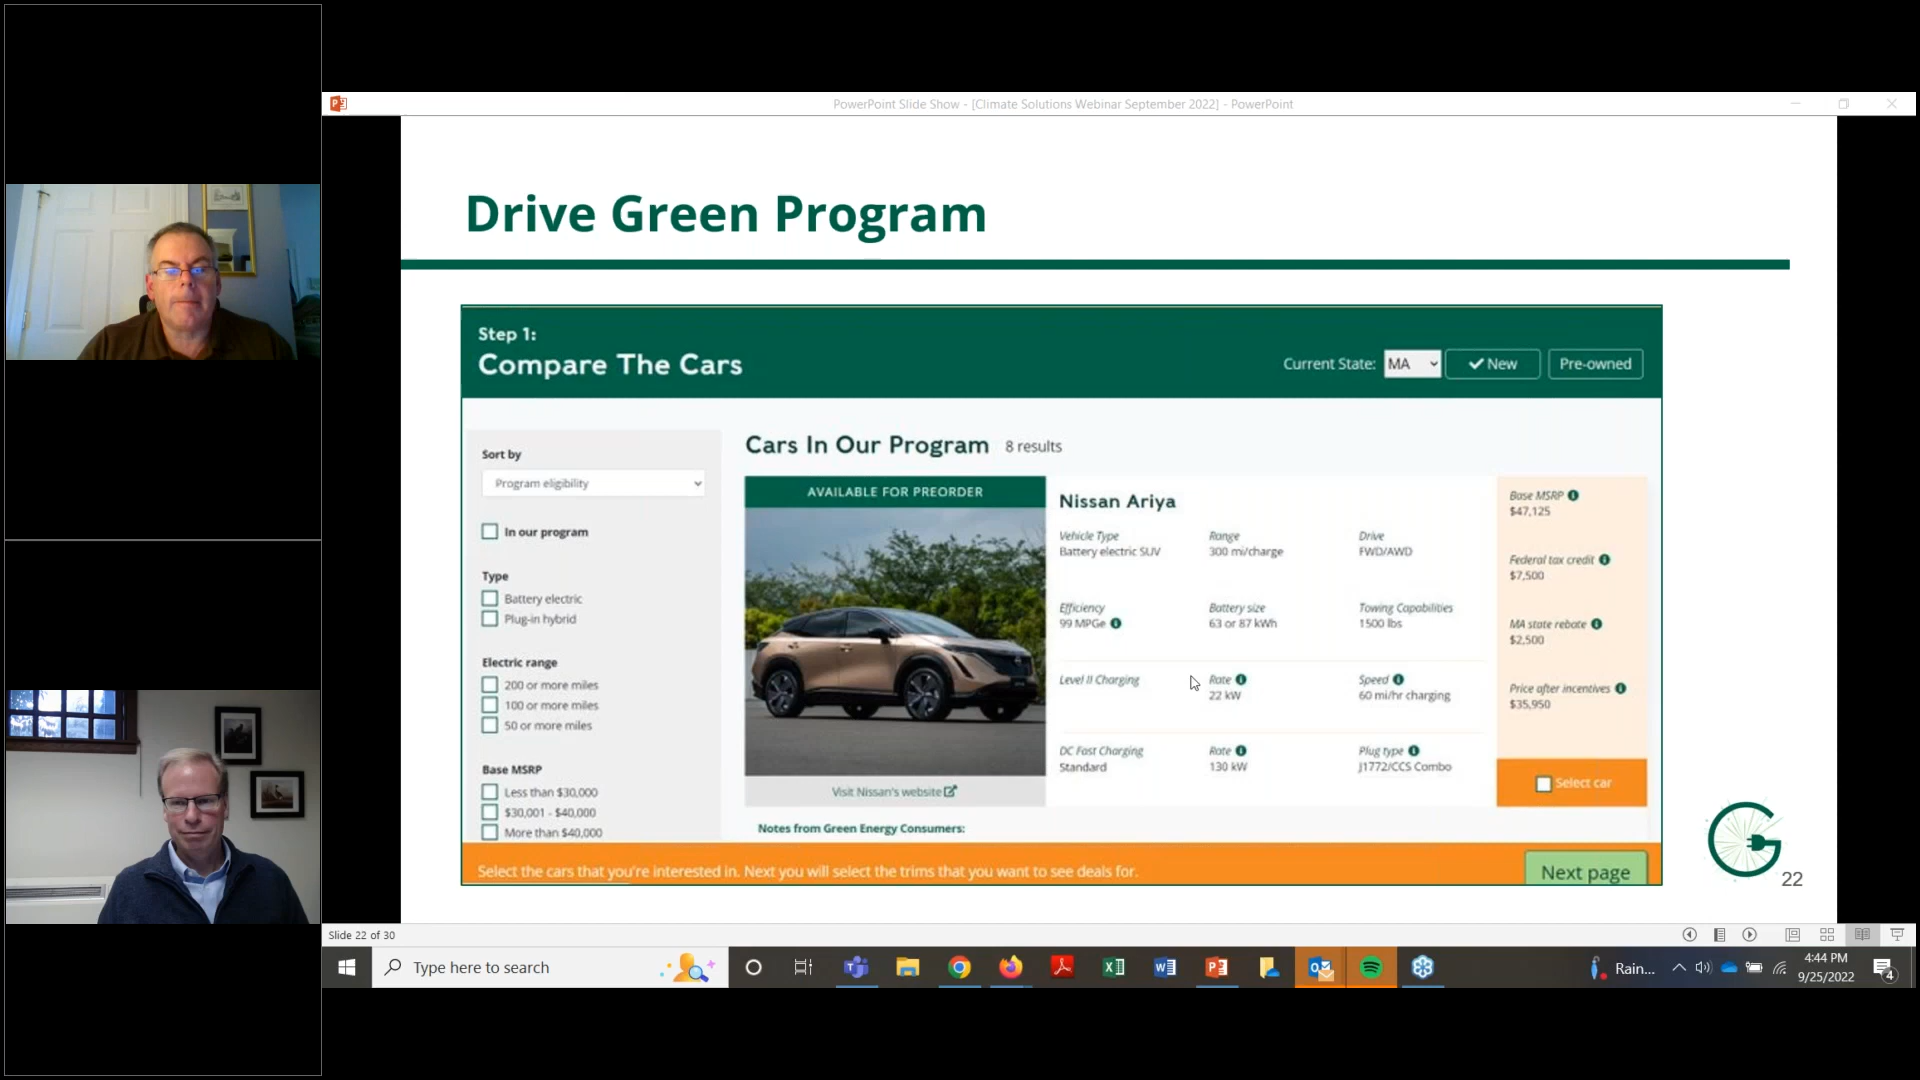 PowerPoint Slide Show - [Climate Solutions Webinar September 2022] - PowerPoint
Drive Green Program
Step 1:
Compare The Cars
Current State: MA New Pre-owned
Sort by
Program eligibility
In our program
Type
Battery electric
Plug-in hybrid
Electric range
200 or more miles
100 or more miles
50 or more miles
Base MSRP
Less than $30,000
$30,001 - $40,000
More than $40,000
Cars In Our Program 8 results
AVAILABLE FOR PREORDER
Visit Nissan's website
Nissan Ariya
Vehicle Type Range Drive
Battery electric SUV 300 mi/charge FWD/AWD
Efficiency Battery size Towing Capabilities
99 MPGe 63 or 87 kWh 1500 lbs
Level II Charging Rate Speed
22 kW 60 mi/hr charging
DC Fast Charging Rate Plug type
Standard 130 kW J1772/CCS Combo
Base MSRP
$47,125
Federal tax credit
$7,500
MA state rebate
$2,500
Price after incentives
$35,950
Select car
Notes from Green Energy Consumers:
Select the cars that you're interested in. Next you will select the trims that you want to see deals for.
Next page
22
Slide 22 of 30
Type here to search
Rain...
4:44 PM
9/25/2022
4